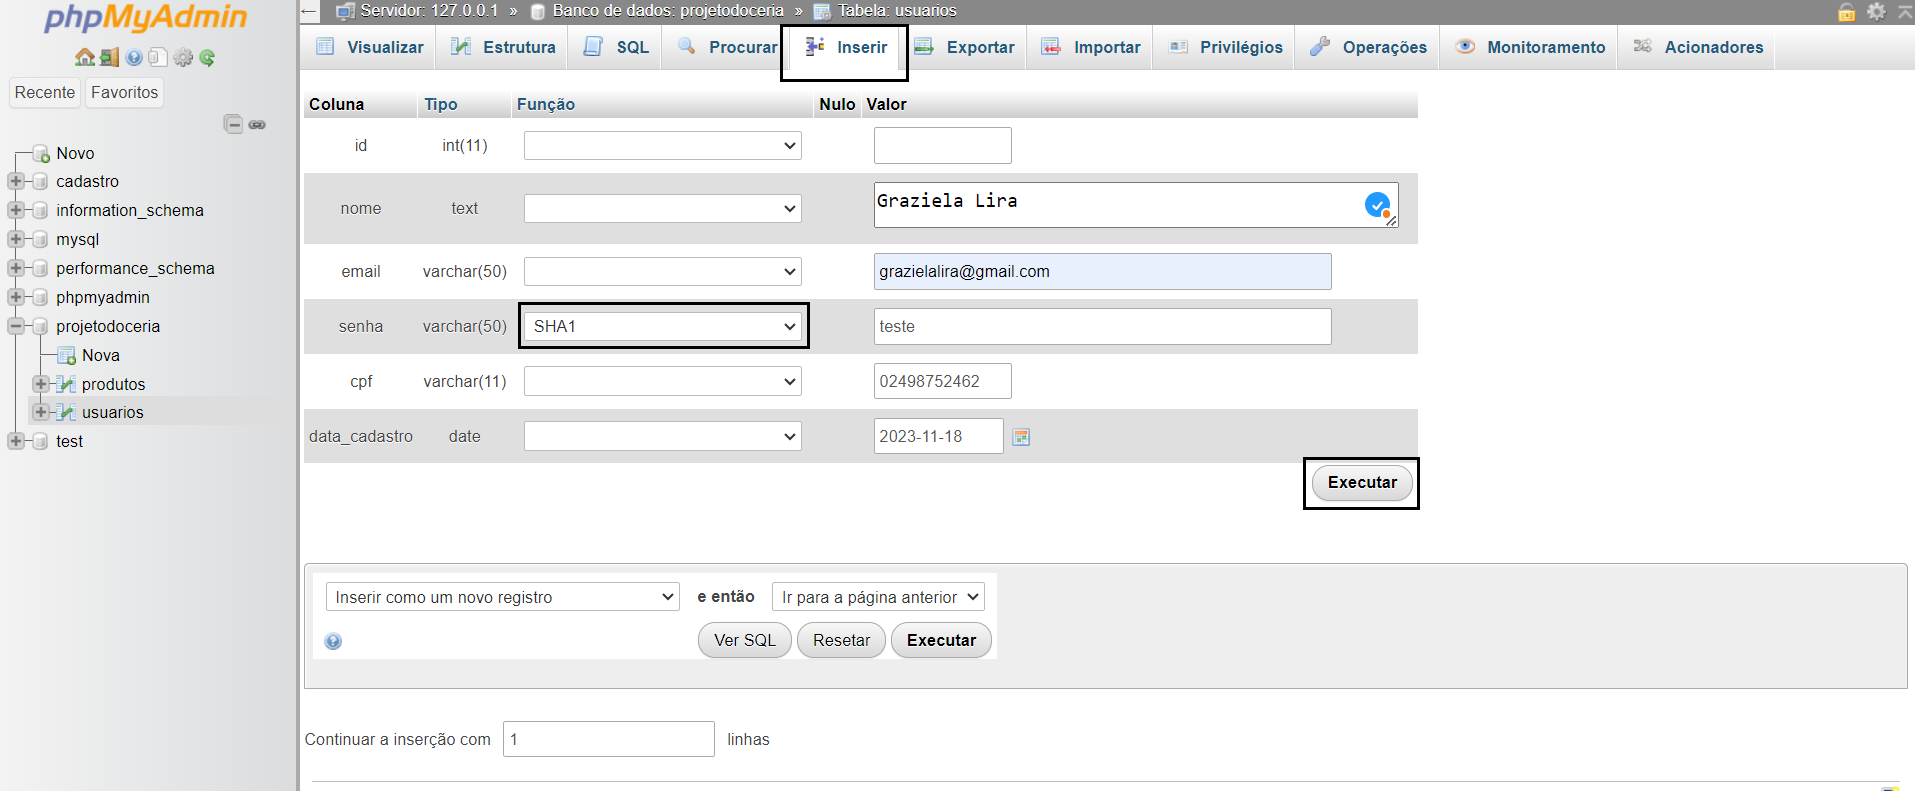 phpMyAdmin
Recente Favoritos
Novo
cadastro
information_schema
mysql
performance_schema
phpmyadmin
projetodoceria
Nova
produtos
usuarios
test
← Servidor: 127.0.0.1 » Banco de dados: projetodoceria » Tabela: usuarios
Visualizar Estrutura SQL Procurar Inserir Exportar Importar Privilégios Operações Monitoramento Acionadores
Coluna Tipo Função Nulo Valor
id int(11)
nome text Graziela Lira
email varchar(50) grazielalira@gmail.com
senha varchar(50) SHA1 teste
cpf varchar(11) 02498752462
data_cadastro date 2023-11-18
Executar
Inserir como um novo registro e então Ir para a página anterior
Ver SQL Resetar Executar
Continuar a inserção com 1 linhas